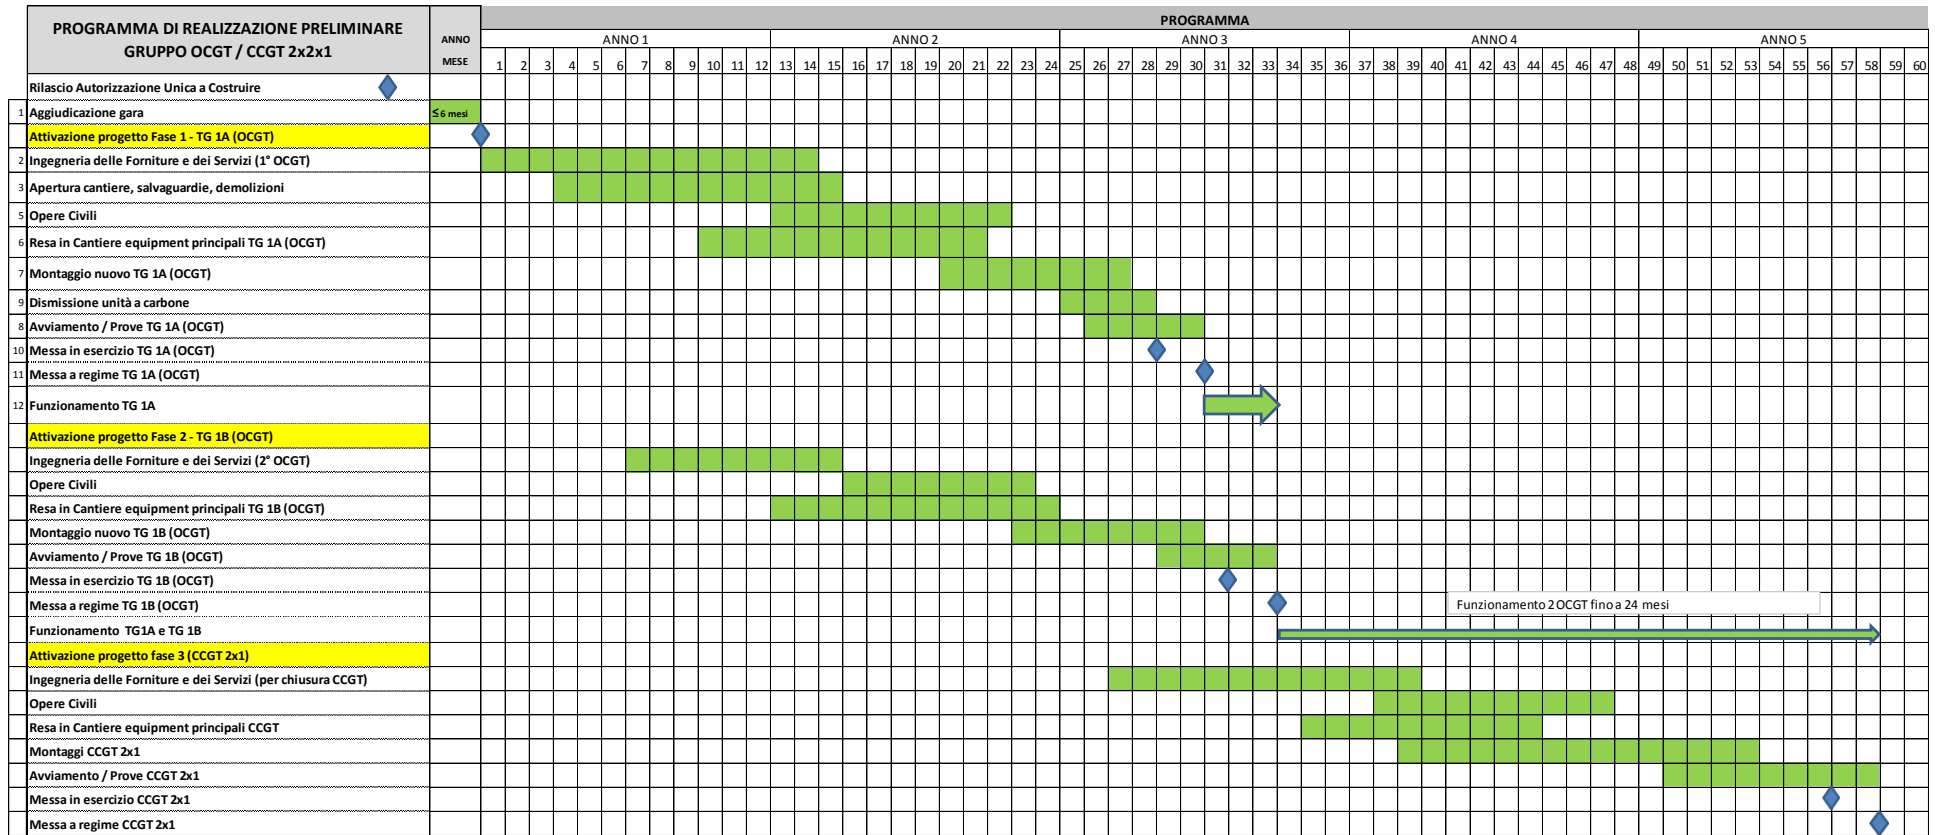 PROGRAMMA DI REALIZZAZIONE PRELIMINARE
GRUPPO OCGT / CCGT 2x2x1
ANNO
MESE
PROGRAMMA
ANNO 1 ANNO 2 ANNO 3 ANNO 4 ANNO 5
1 2 3 4 5 6 7 8 9 10 11 12 13 14 15 16 17 18 19 20 21 22 23 24 25 26 27 28 29 30 31 32 33 34 35 36 37 38 39 40 41 42 43 44 45 46 47 48 49 50 51 52 53 54 55 56 56 58 59 60
Rilascio Autorizzazione Unica a Costruire
1 Aggiudicazione gara ≤ 6 mesi
Attivazione progetto Fase 1 - TG 1A (OCGT)
2 Ingegneria delle Forniture e dei Servizi (1° OCGT)
3 Apertura cantiere, salvaguardie, demolizioni
5 Opere Civili
6 Resa in Cantiere equipment principali TG 1A (OCGT)
7 Montaggio nuovo TG 1A (OCGT)
9 Dismissione unità a carbone
8 Avviamento / Prove TG 1A (OCGT)
10 Messa in esercizio TG 1A (OCGT)
11 Messa a regime TG 1A (OCGT)
12 Funzionamento TG 1A
Attivazione progetto Fase 2 - TG 1B (OCGT)
Ingegneria delle Forniture e dei Servizi (2° OCGT)
Opere Civili
Resa in Cantiere equipment principali TG 1B (OCGT)
Montaggio nuovo TG 1B (OCGT)
Avviamento / Prove TG 1B (OCGT)
Messa in esercizio TG 1B (OCGT)
Messa a regime TG 1B (OCGT) Funzionamento 2 OCGT fino a 24 mesi
Funzionamento TG1A e TG 1B
Attivazione progetto fase 3 (CCGT 2x1)
Ingegneria delle Forniture e dei Servizi (per chiusura CCGT)
Opere Civili
Resa in Cantiere equipment principali CCGT
Montaggi CCGT 2x1
Avviamento / Prove CCGT 2x1
Messa in esercizio CCGT 2x1
Messa a regime CCGT 2x1